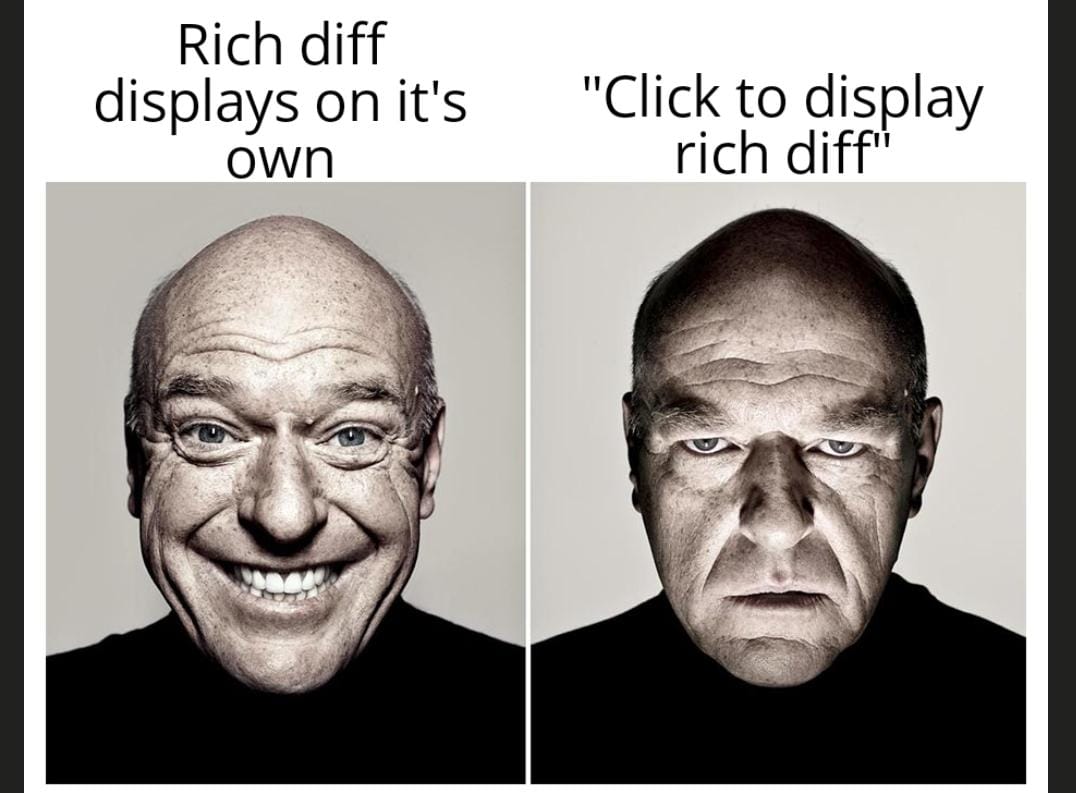 Rich diff
displays on it's
own
"Click to display
rich diff"